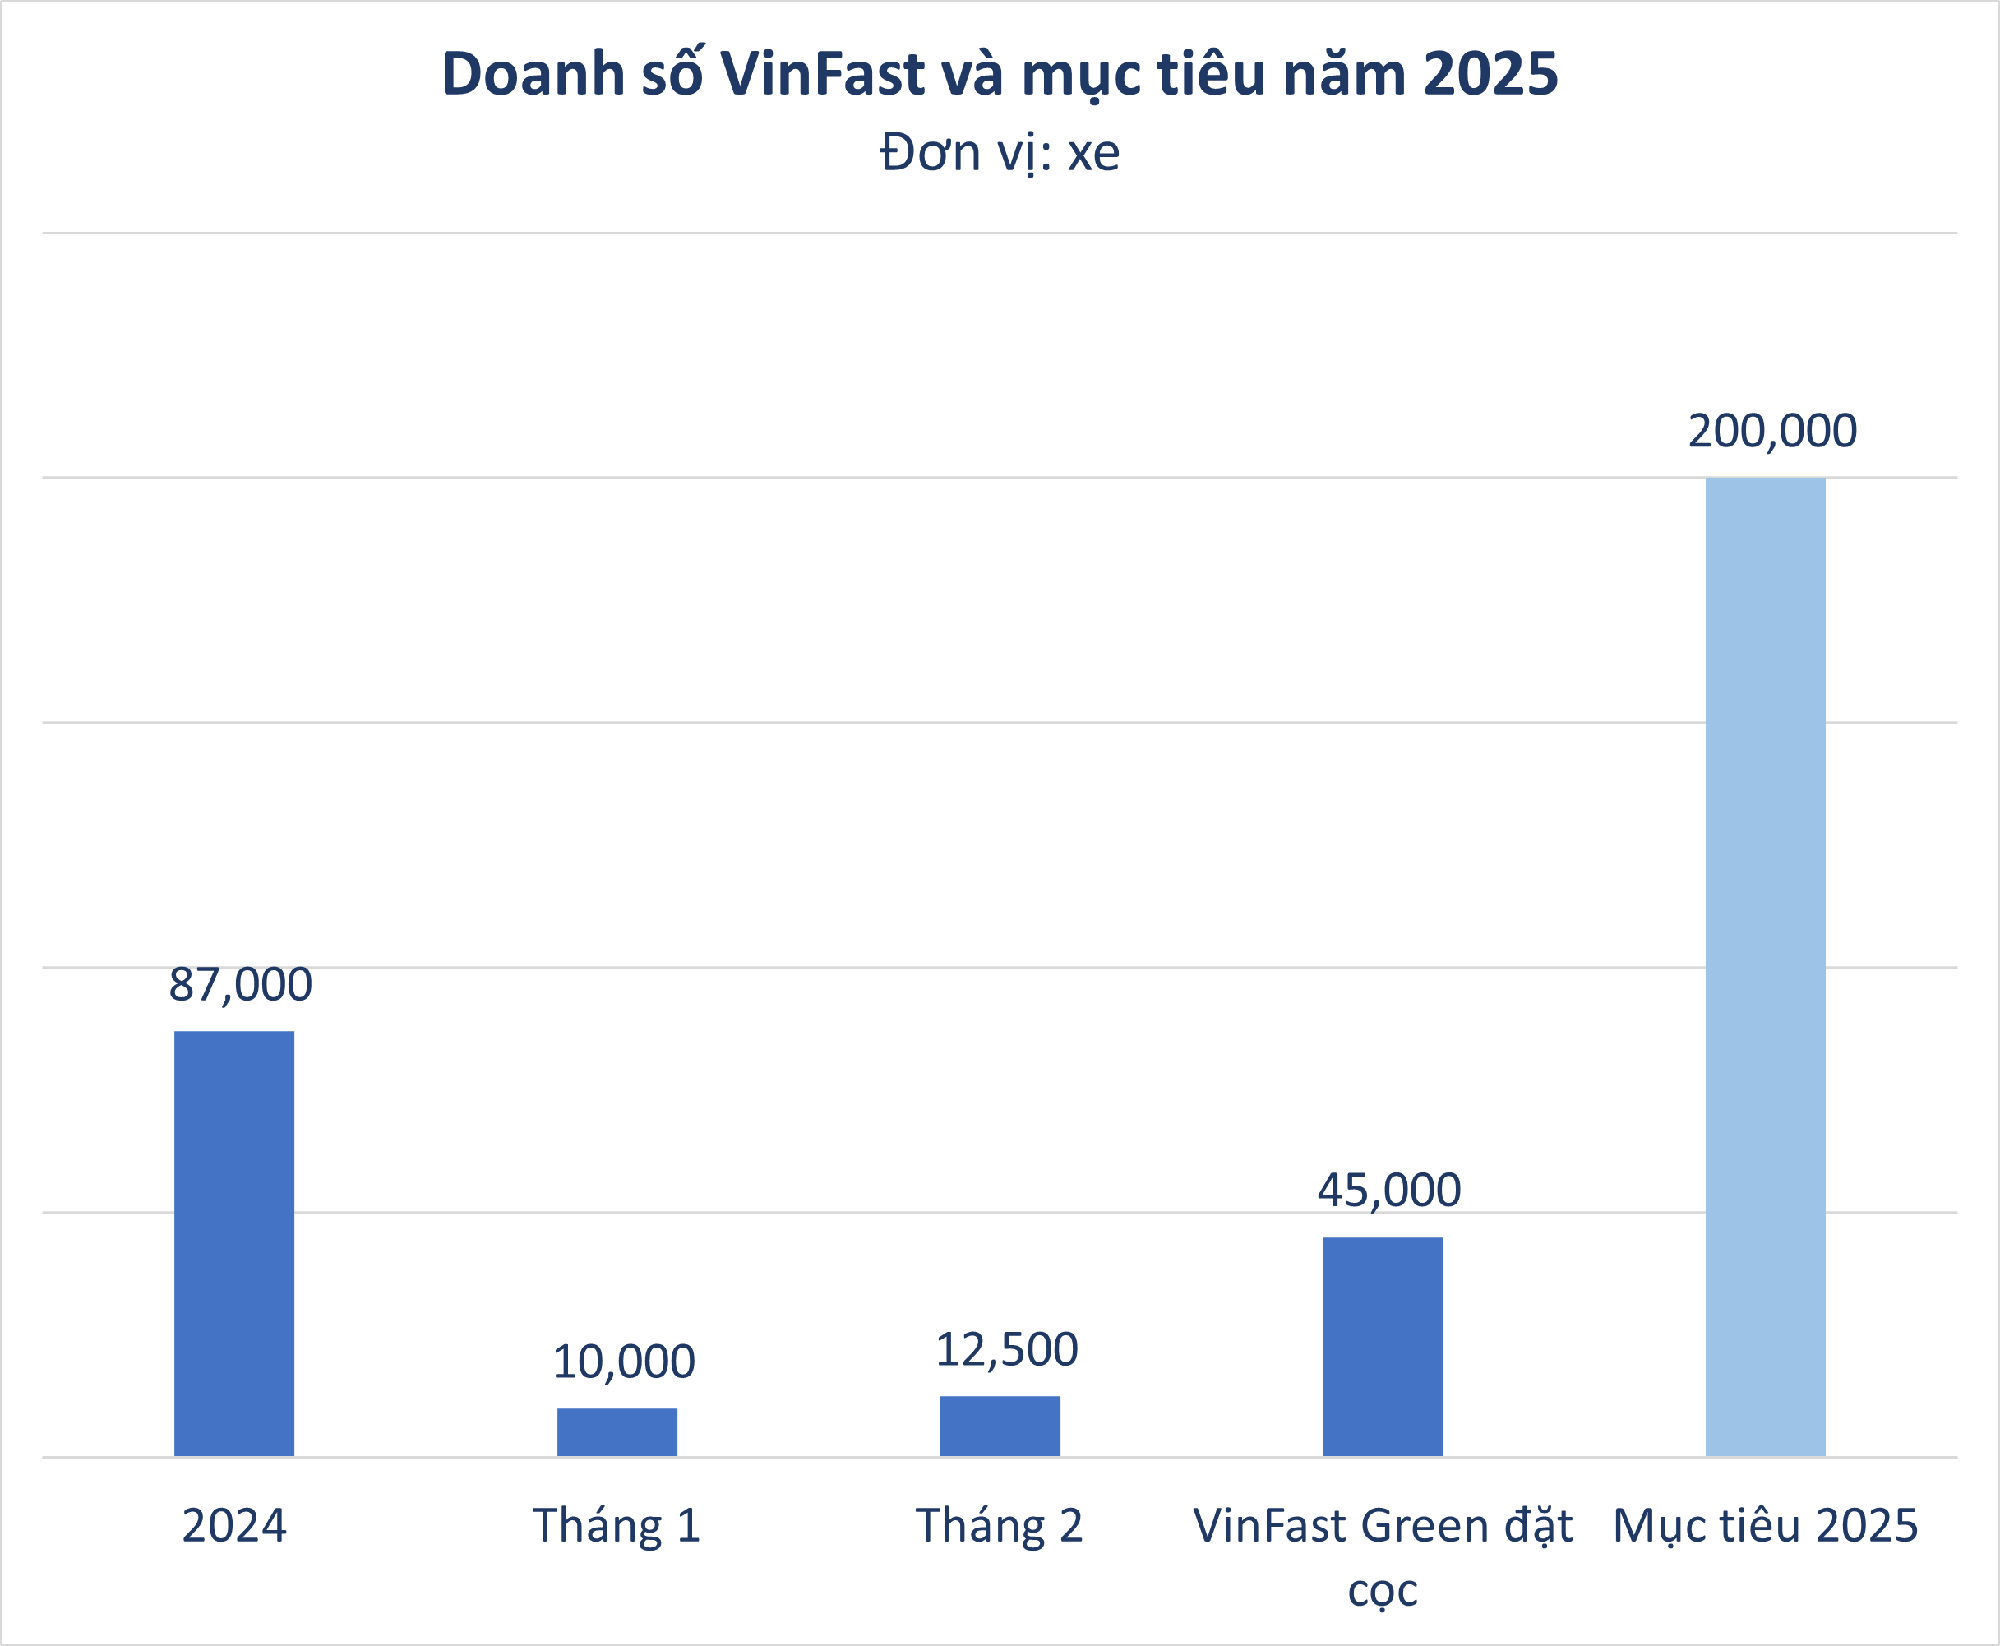 Doanh số VinFast và mục tiêu năm 2025
Đơn vị: xe
200,000
87,000
45,000
12,500
10,000
2024
Tháng 1
Tháng 2
VinFast Green đặt
cọc
Mục tiêu 2025